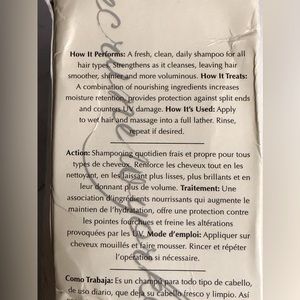 How It Performs: A fresh, clean, daily shampoo for all
hair types. Strengthens as it cleanses, leaving hair
smoother, shinier and more voluminous. How It Treats:
A combination of nourishing ingredients increases
moisture retention, provides protection against split ends
and counters UV damage. How It's Used: Apply
to wet hair and massage into a full lather. Rinse,
repeat if desired.
Action: Shampooing quotidien frais et propre pour tous
types de cheveux. Renforce les cheveux tout en les
nettoyant, en les laissant plus lisses, plus brillants et en
leur donnant plus de volume. Traitement: Une
association d'ingrédients nourrissants qui augmente le
maintien de l'hydratation, offre une protection contre
les pointes fourchues et freine les altérations
provoquées par les UV. Mode d'emploi: Appliquer sur
cheveux mouillés et faire mousser. Rincer et répéter
l'opération si nécessaire.
Como Trabaja: Es un champú para todo tipo de cabello,
de uso diario, que deja su cabello fresco y limpio. Así